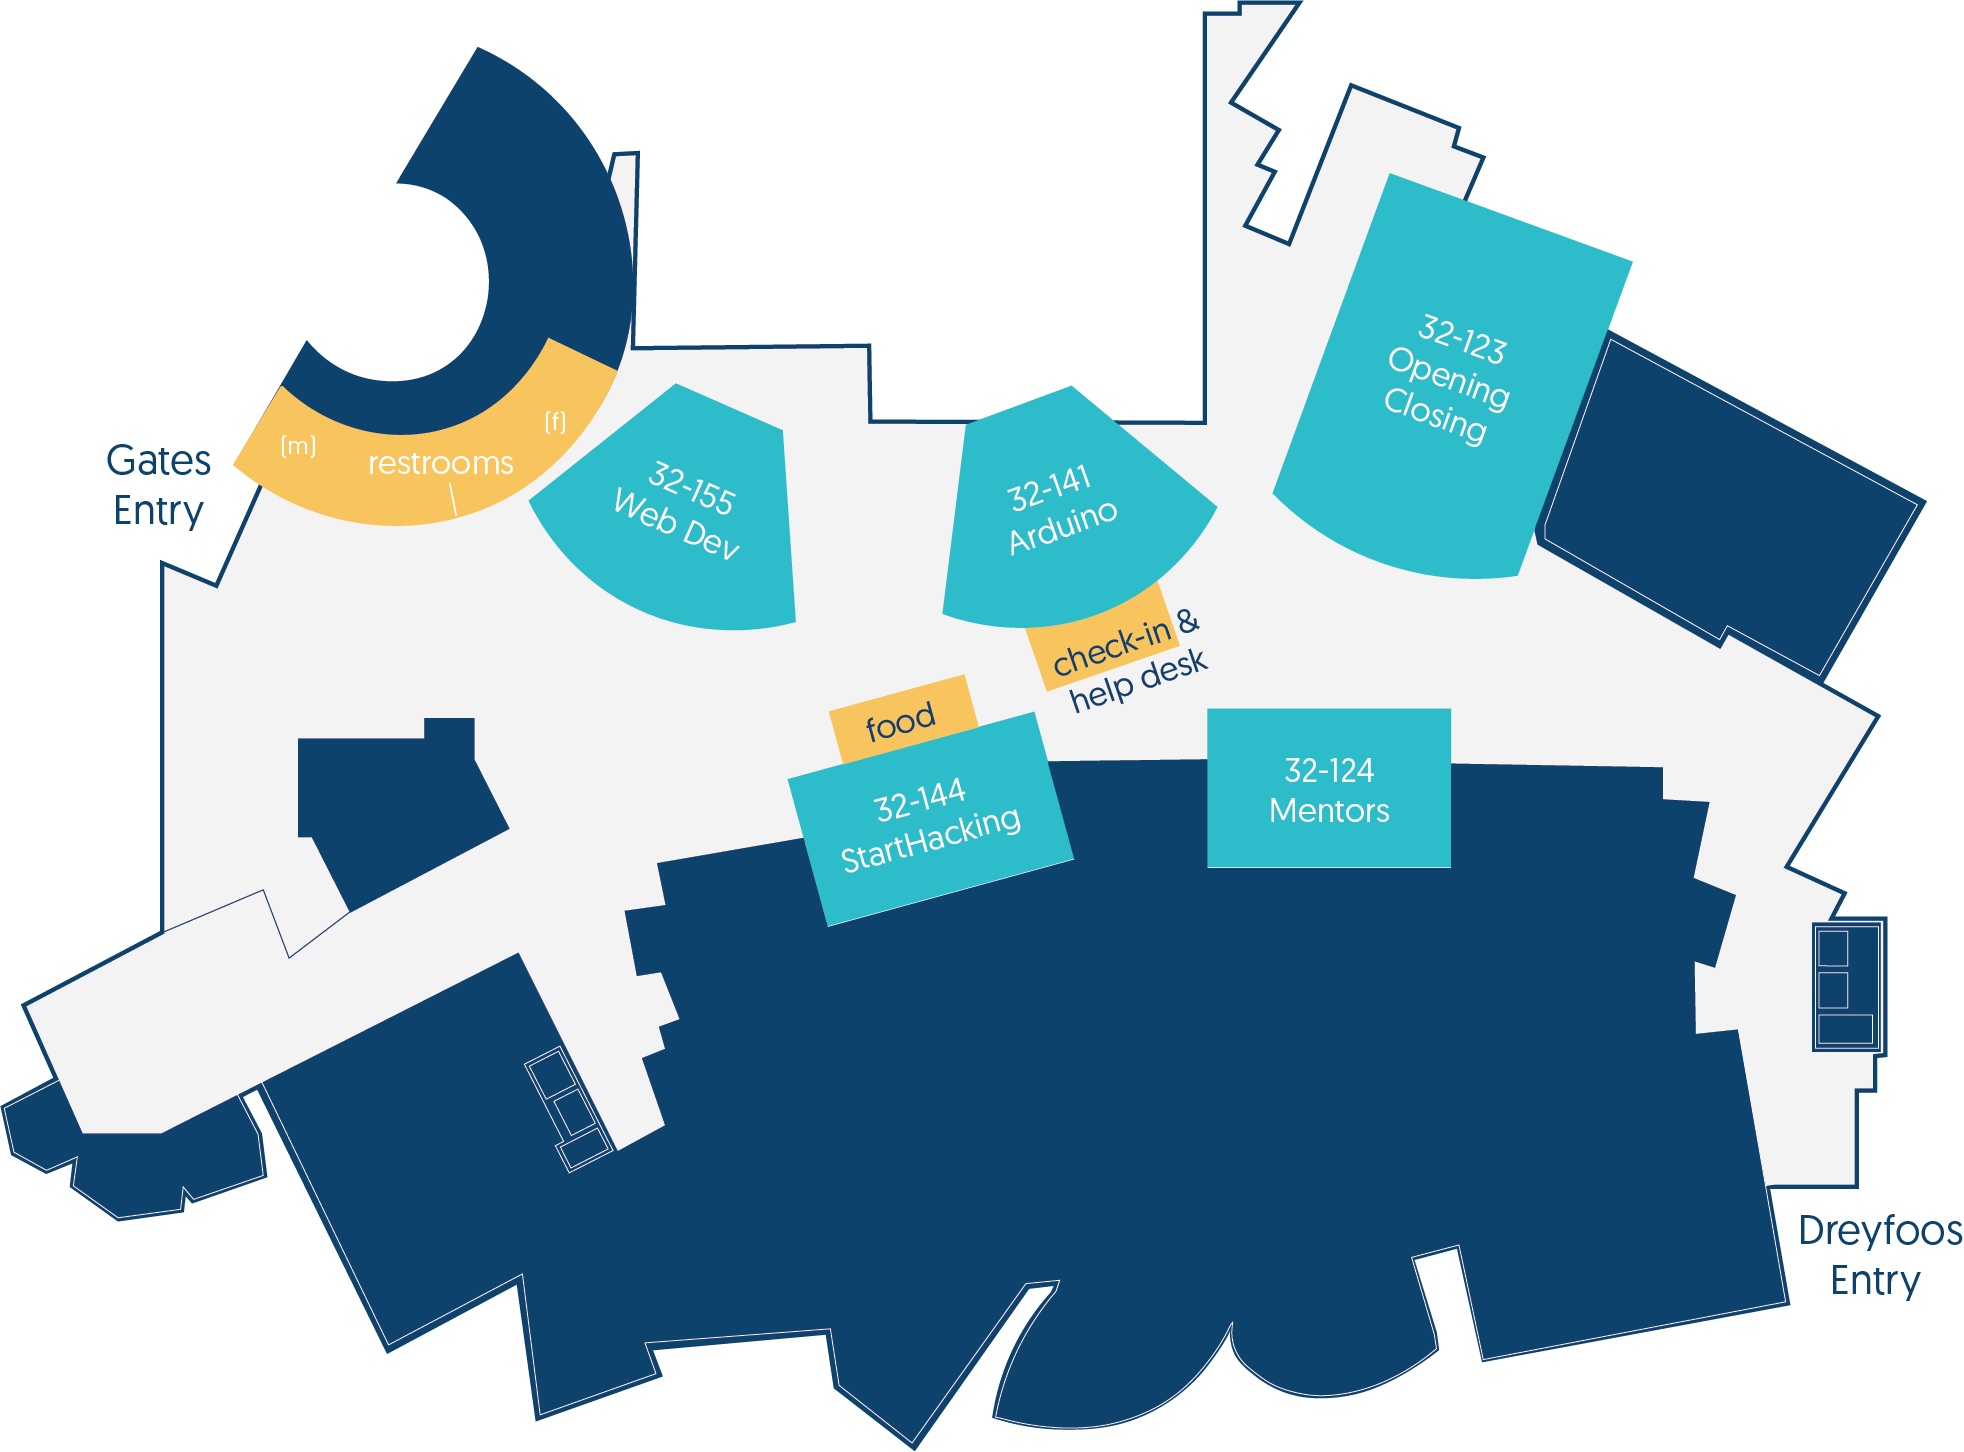 32-123
Opening
Closing
Gates
Entry
(m)
restrooms
(f)
32-155
Web Dev
32-141
Arduino
check-in &
help desk
food
32-144
StartHacking
32-124
Mentors
Dreyfoos
Entry